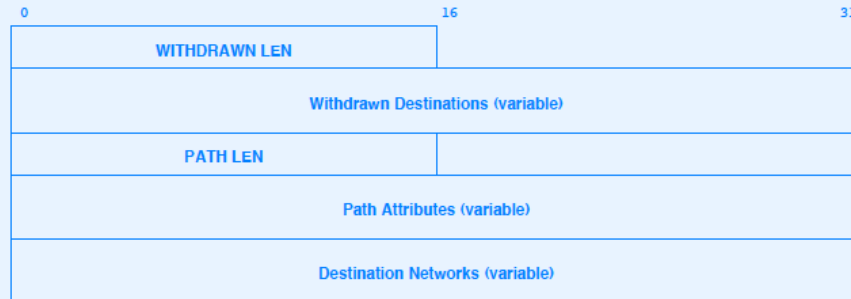 0 16 31
WITHDRAWN LEN
Withdrawn Destinations (variable)
PATH LEN
Path Attributes (variable)
Destination Networks (variable)